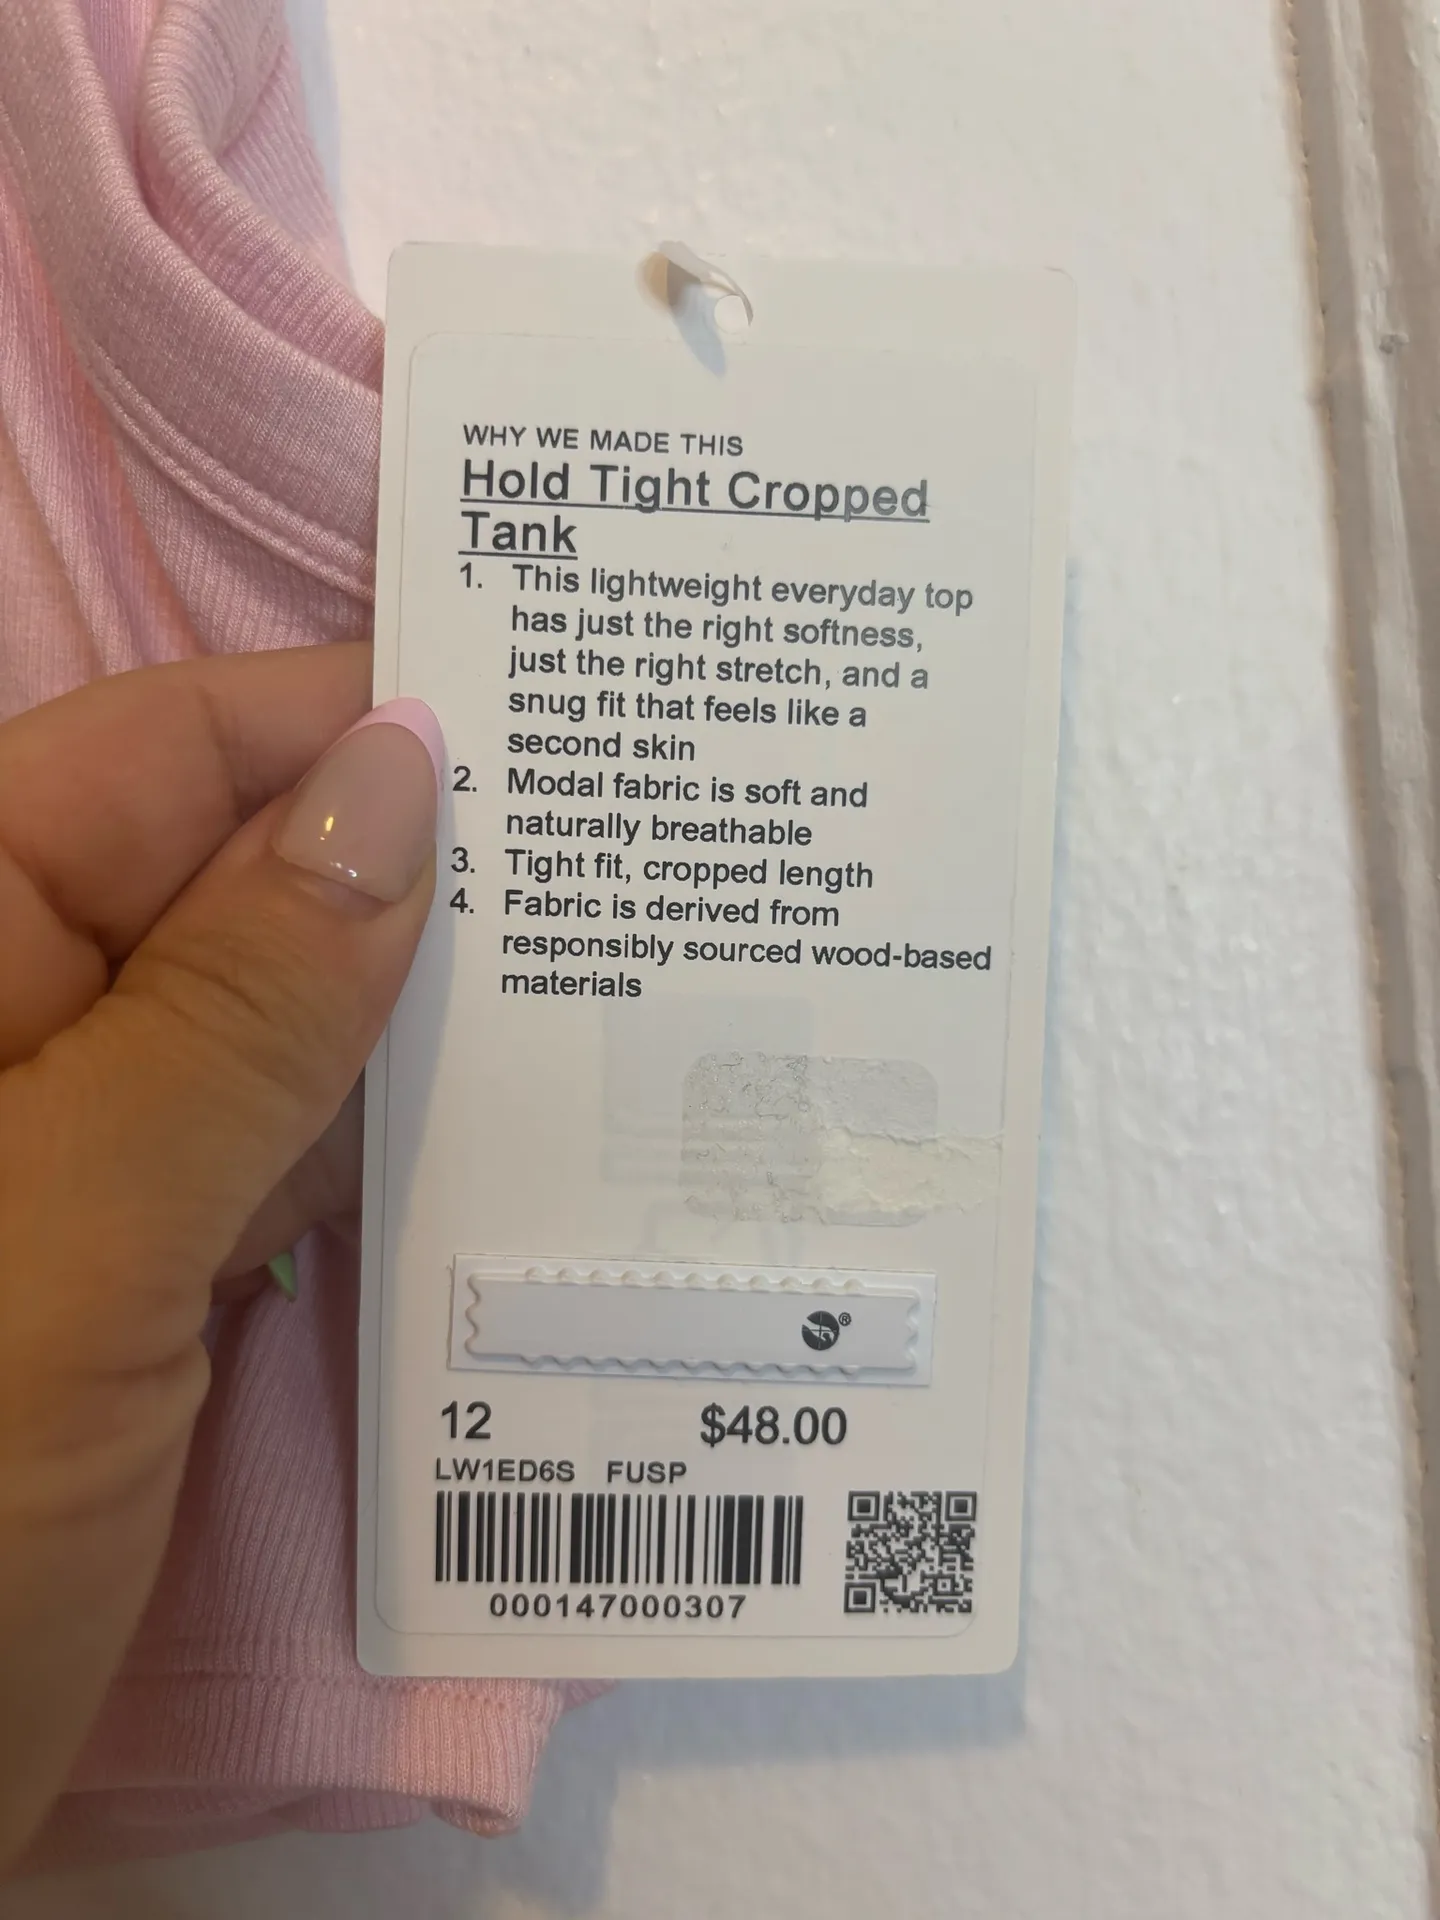 WHY WE MADE THIS
Hold Tight Cropped
Tank
1. This lightweight everyday top
has just the right softness,
just the right stretch, and a
snug fit that feels like a
second skin
2. Modal fabric is soft and
naturally breathable
3. Tight fit, cropped length
4. Fabric is derived from
responsibly sourced wood-based
materials
®
12 $48.00
LW1ED6S FUSP
000147000307